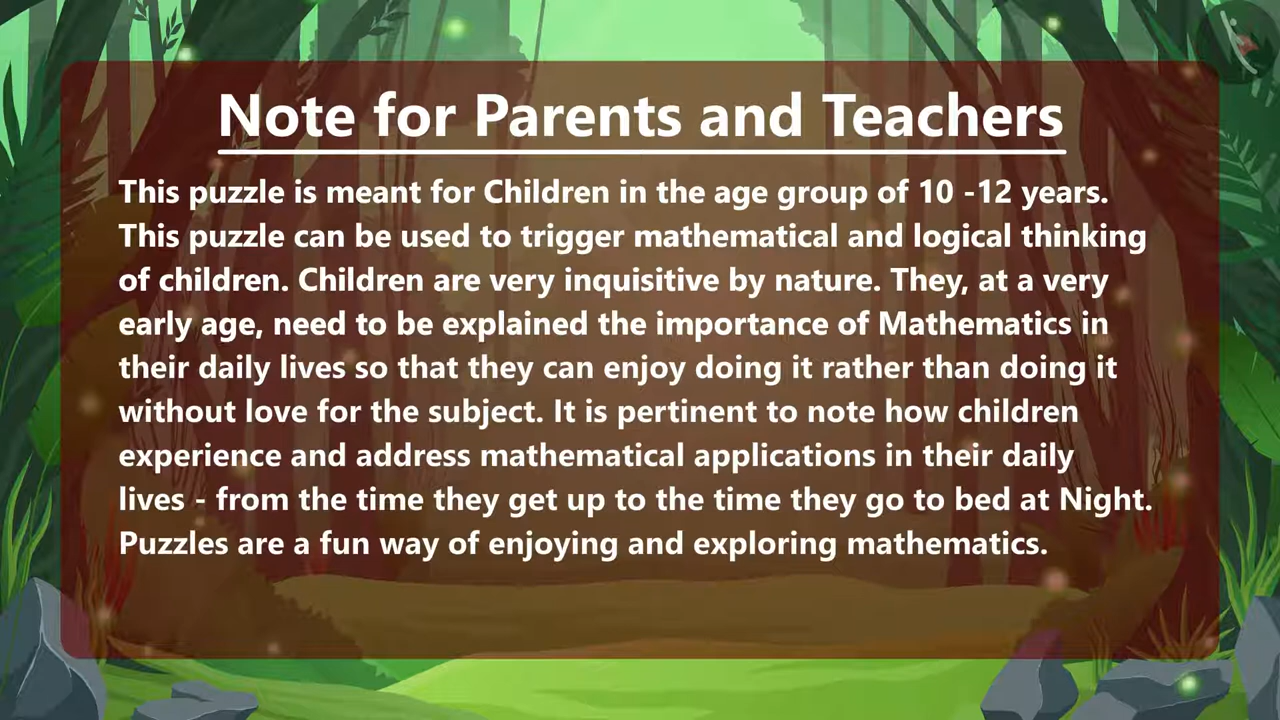 Note for Parents and Teachers
This puzzle is meant for Children in the age group of 10 -12 years.
This puzzle can be used to trigger mathematical and logical thinking
of children. Children are very inquisitive by nature. They, at a very
early age, need to be explained the importance of Mathematics in
their daily lives so that they can enjoy doing it rather than doing it
without love for the subject. It is pertinent to note how children
experience and address mathematical applications in their daily
lives - from the time they get up to the time they go to bed at Night.
Puzzles are a fun way of enjoying and exploring mathematics.